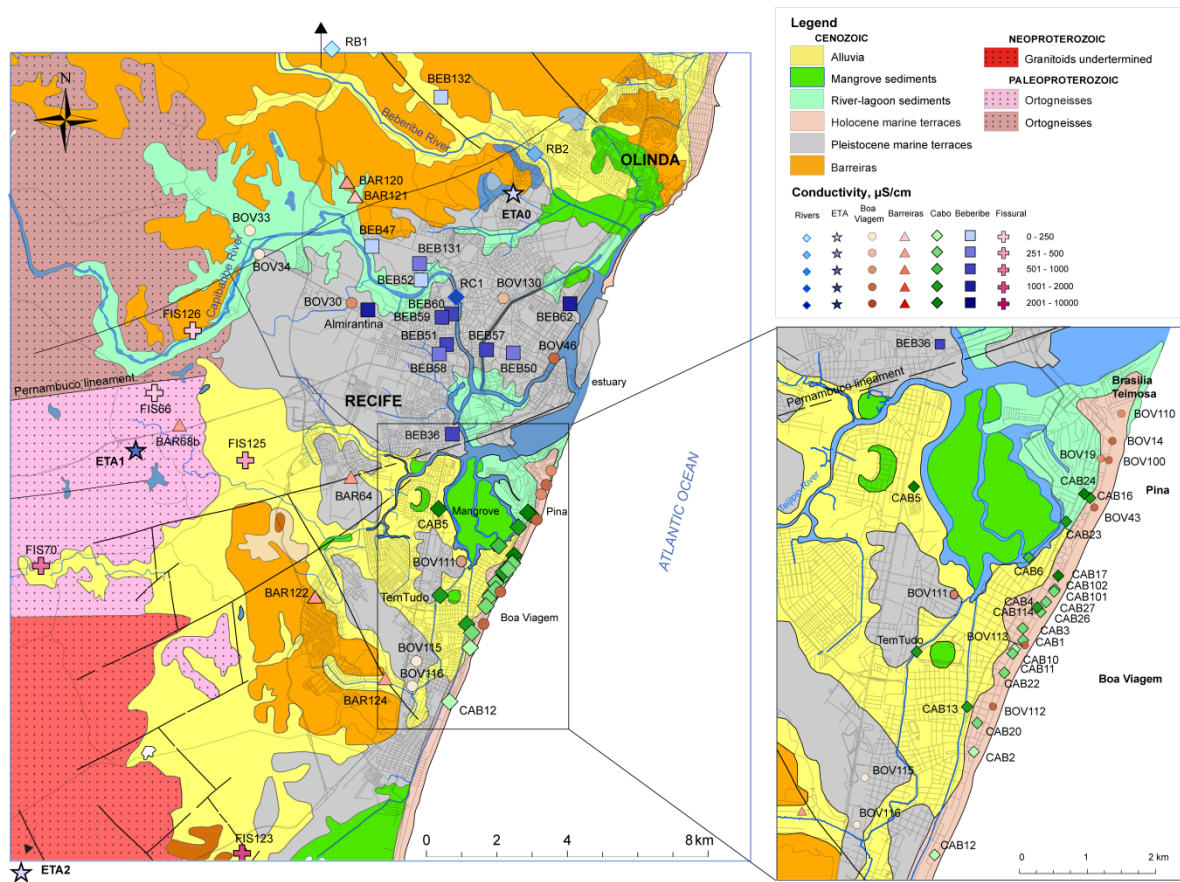 RB1
N
BEB132
Beberibe River
RB2
OLINDA
BAR120
BAR121
ETA0
BOV33
BEB47
BOV34
BEB131
Capibaribe River
BEB52
RC1
BOV130
BOV30
BEB60
FIS126
Almirantina
BEB59
BEB62
BEB51
BEB57
BOV46
BEB58
BEB50
Pernambuco lineament
estuary
RECIFE
FIS66
BAR68b
BEB36
FIS125
ETA1
BAR64
CAB5
Mangrove
Pina
FIS70
BOV111
TemTudo
BAR122
Boa Viagem
BOV115
BOV116
BAR124
CAB12
ATLANTIC OCEAN
FIS123
ETA2
0 2 4 8 km
Legend
CENOZOIC
NEOPROTEROZOIC
Alluvia
Granitoids undetermined
Mangrove sediments
PALEOPROTEROZOIC
River-lagoon sediments
Ortogneisses
Holocene marine terraces
Ortogneisses
Pleistocene marine terraces
Barreiras
Conductivity, µS/cm
Rivers ETA Boa Viagem Barreiras Cabo Beberibe Fissural
0 - 250
251 - 500
501 - 1000
1001 - 2000
2001 - 10000
BEB36
Pernambuco lineament
Brasilia
Teimosa
BOV110
BOV14
BOV19
BOV100
CAB24
CAB5
CAB16
Pina
Tejipio River
BOV43
CAB23
CAB6
CAB17
CAB102
BOV111
CAB101
CAB4
CAB27
CAB114
CAB26
CAB3
BOV113
CAB1
TemTudo
CAB10
CAB11
Boa Viagem
CAB22
CAB13
BOV112
CAB20
CAB2
BOV115
BOV116
CAB12
0 1 2 km